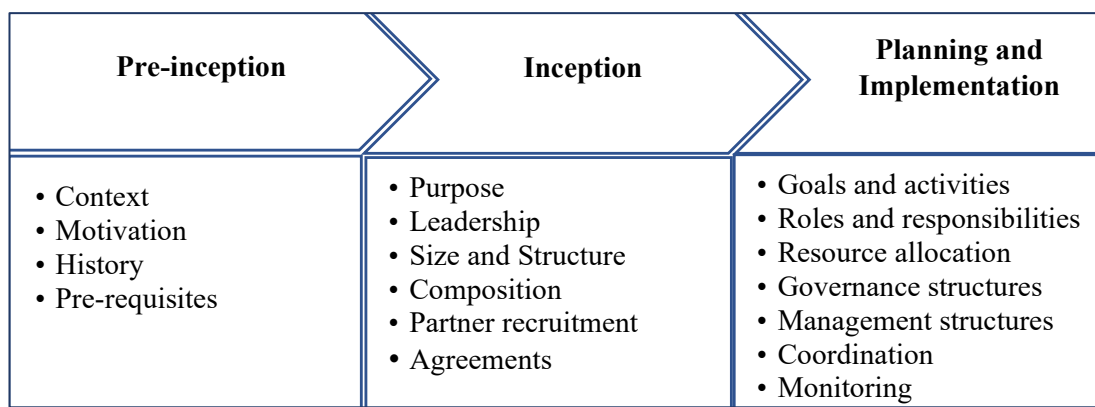 Pre-inception
Inception
Planning and
Implementation
• Context
• Motivation
• History
• Pre-requisites
• Purpose
• Leadership
• Size and Structure
• Composition
• Partner recruitment
• Agreements
• Goals and activities
• Roles and responsibilities
• Resource allocation
• Governance structures
• Management structures
• Coordination
• Monitoring